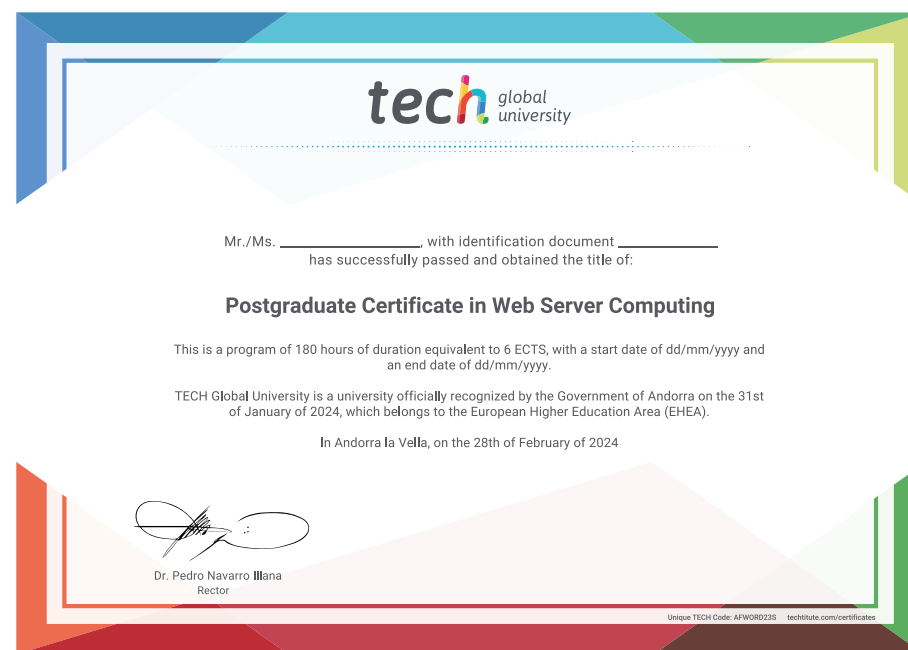 tech global
university
Mr./Ms. ____________________, with identification document ______________
has successfully passed and obtained the title of:
Postgraduate Certificate in Web Server Computing
This is a program of 180 hours of duration equivalent to 6 ECTS, with a start date of dd/mm/yyyy and
an end date of dd/mm/yyyy.
TECH Global University is a university officially recognized by the Government of Andorra on the 31st
of January of 2024, which belongs to the European Higher Education Area (EHEA).
In Andorra la Vella, on the 28th of February of 2024
Dr. Pedro Navarro Illana
Rector
Unique TECH Code: AFWORD23S techtitute.com/certificates